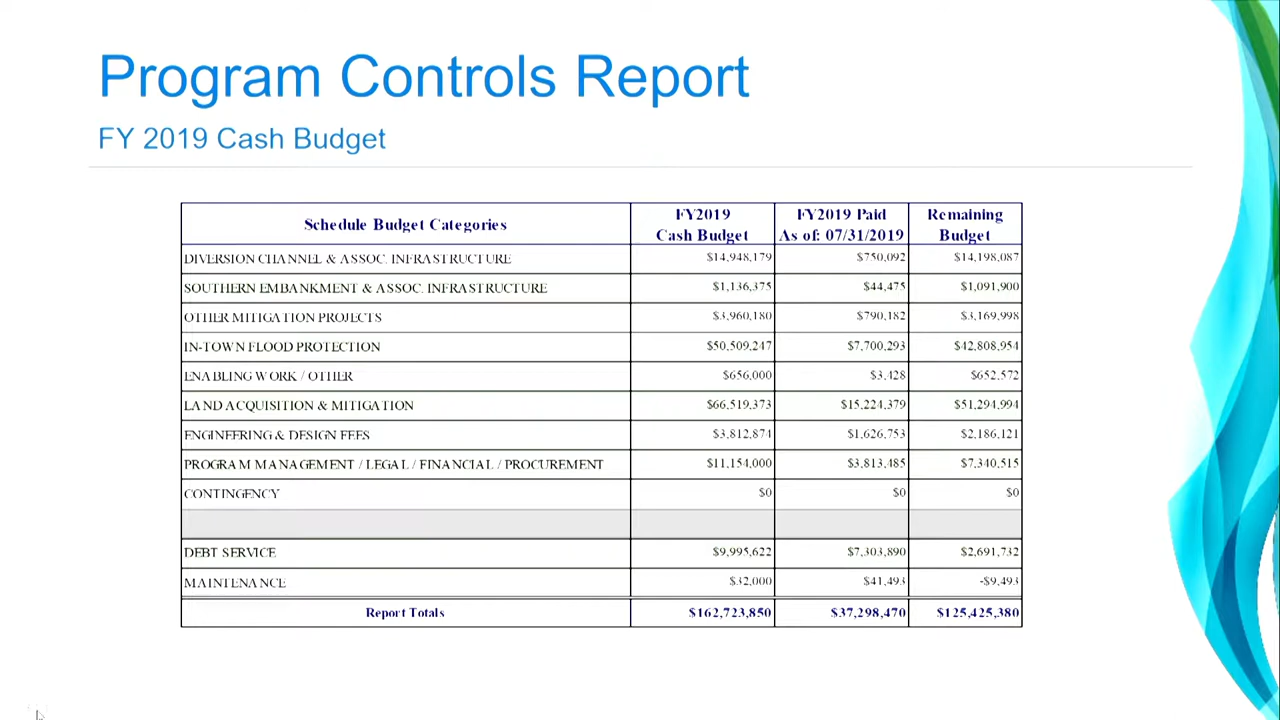 Program Controls Report
FY 2019 Cash Budget
Schedule Budget Categories FY2019 Cash Budget FY2019 Paid As of: 07/31/2019 Remaining Budget
DIVERSION CHANNEL & ASSOC. INFRASTRUCTURE $14,948,179 $750,092 $14,198,087
SOUTHERN EMBANKMENT & ASSOC. INFRASTRUCTURE $1,136,375 $44,475 $1,091,900
OTHER MITIGATION PROJECTS $3,960,180 $790,182 $3,169,998
IN-TOWN FLOOD PROTECTION $50,509,247 $7,700,293 $42,808,954
ENABLING WORK / OTHER $656,000 $3,428 $652,572
LAND ACQUISITION & MITIGATION $66,519,373 $15,224,379 $51,294,994
ENGINEERING & DESIGN FEES $3,812,874 $1,626,753 $2,186,121
PROGRAM MANAGEMENT / LEGAL / FINANCIAL / PROCUREMENT $11,154,000 $3,813,485 $7,340,515
CONTINGENCY $0 $0 $0
DEBT SERVICE $9,995,622 $7,303,890 $2,691,732
MAINTENANCE $32,000 $41,493 -$9,493
Report Totals $162,723,850 $37,298,470 $125,425,380